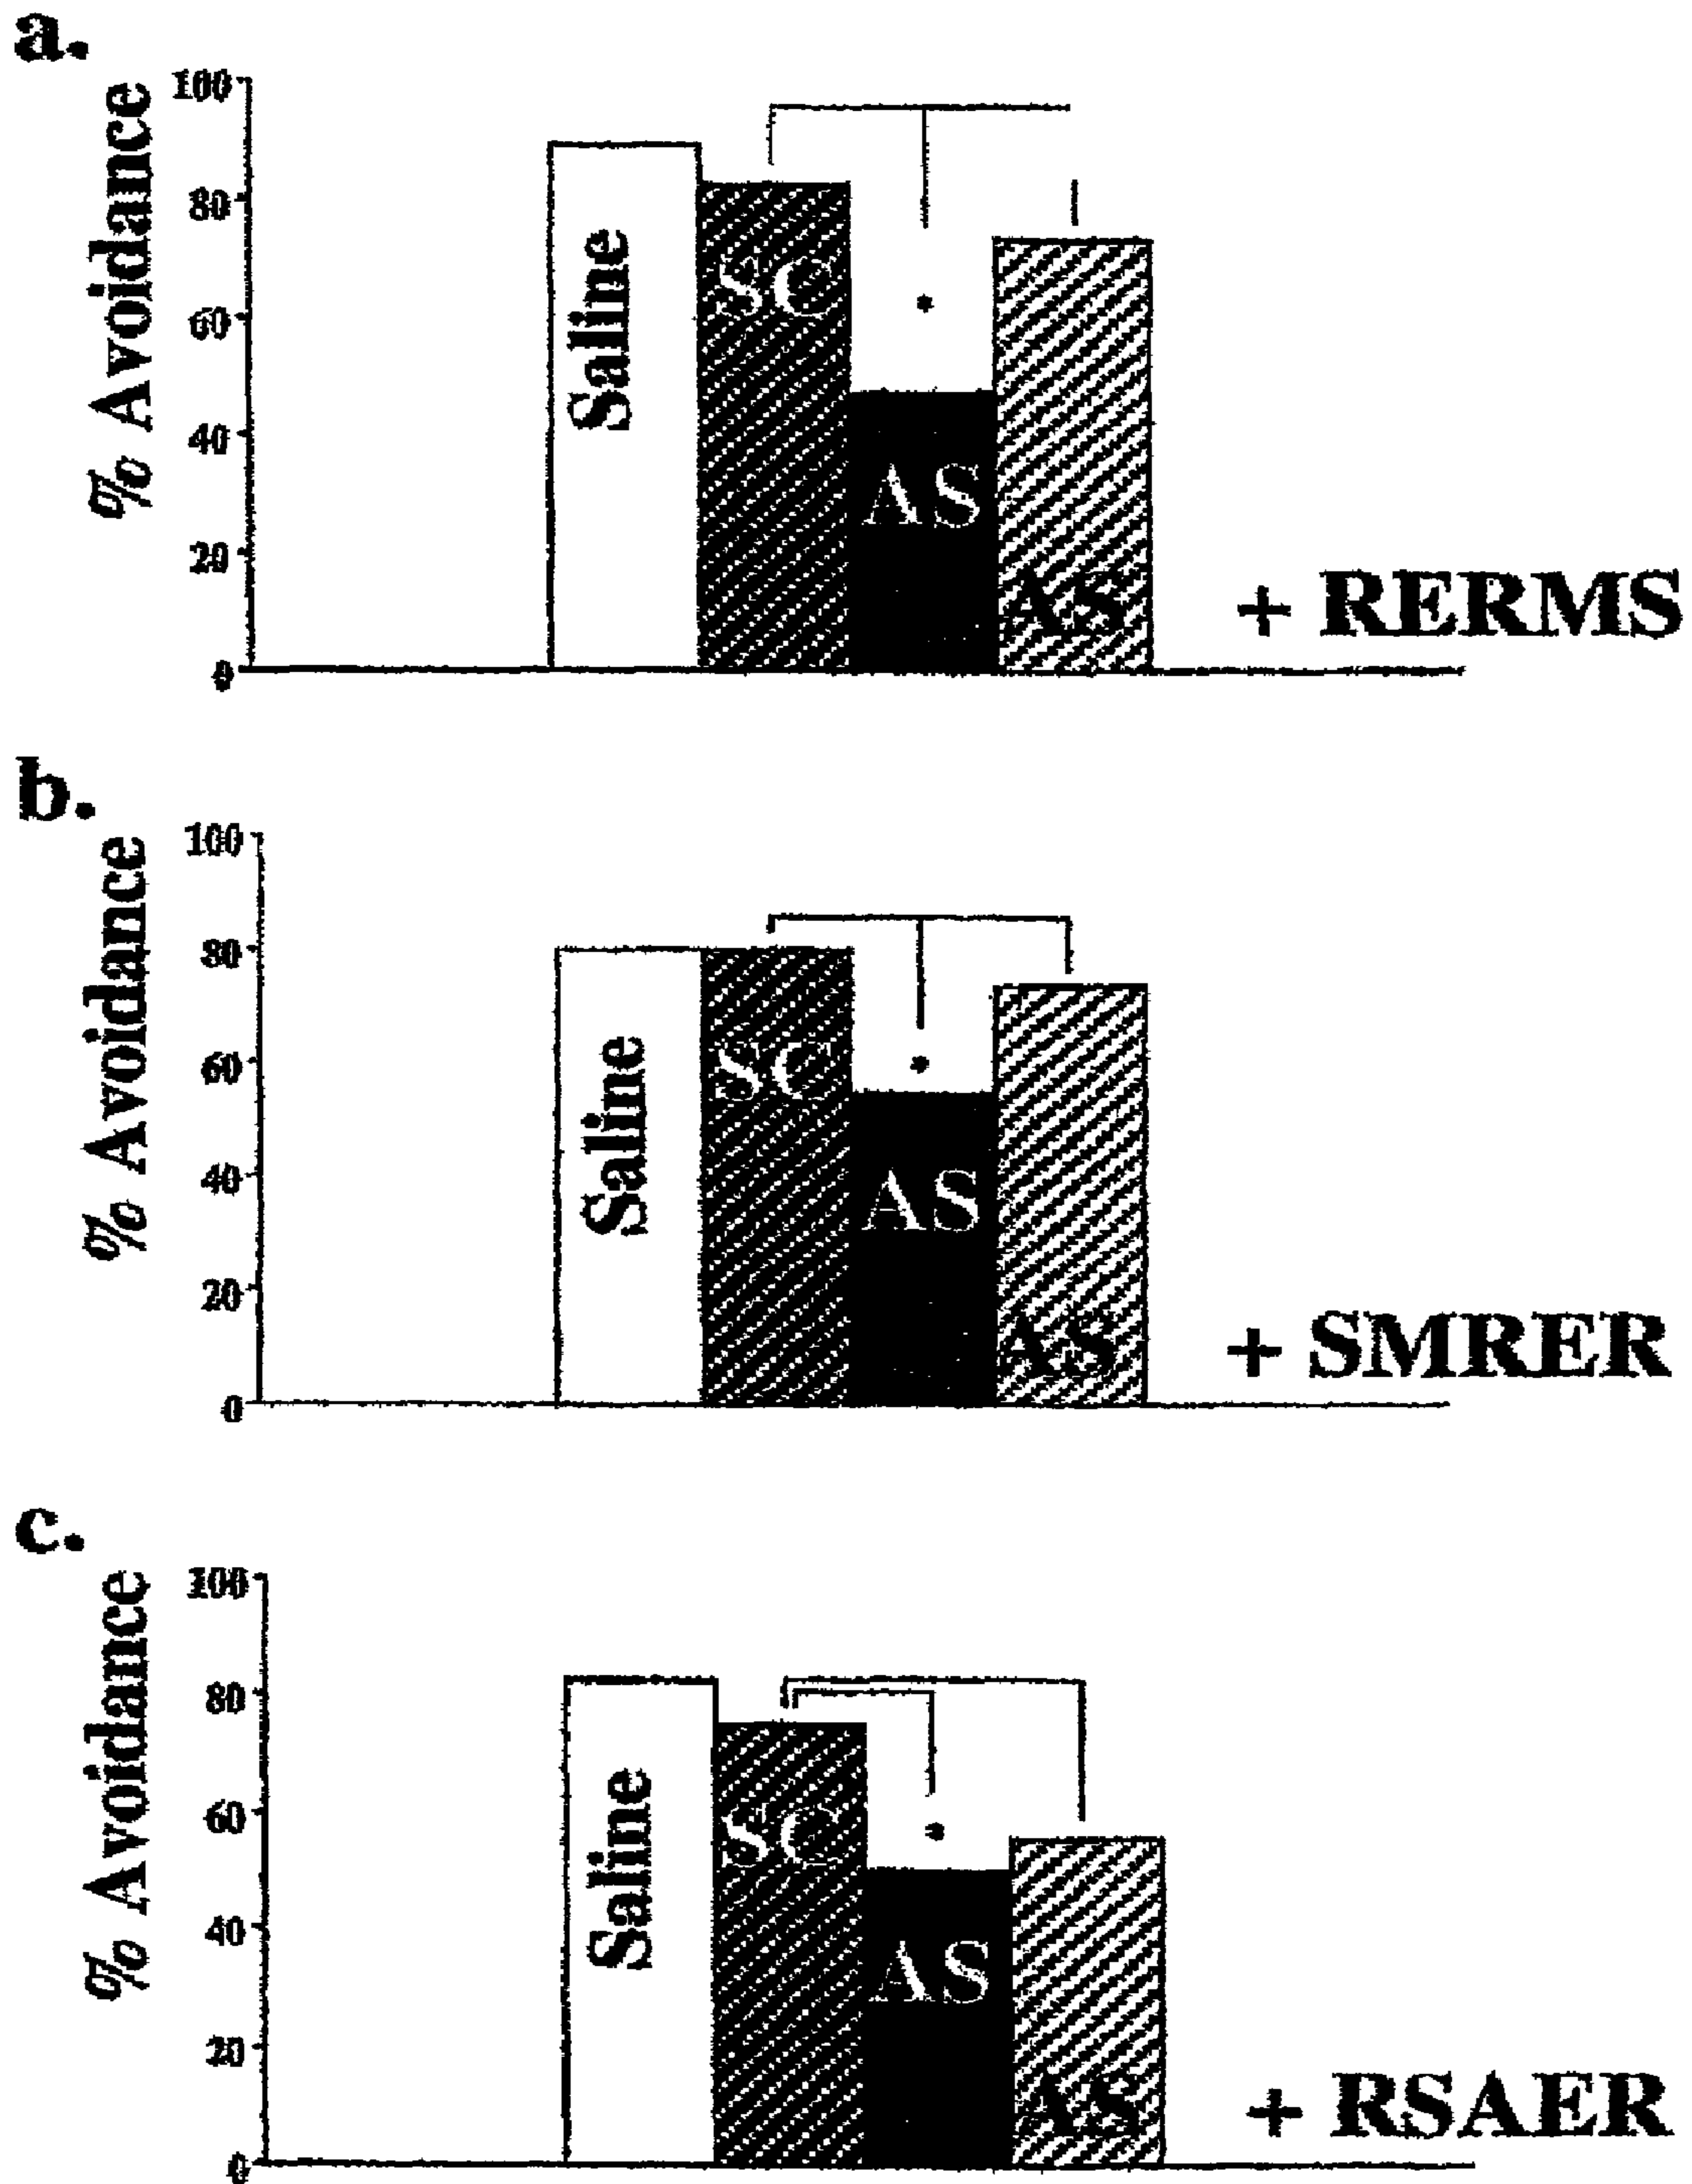 a.
% Avoidance
100
80
60
40
20
0
Saline
SC
*
AS
AS + RERMS
b.
% Avoidance
100
80
60
40
20
0
Saline
SC
*
AS
AS + SMRER
c.
% Avoidance
100
80
60
40
20
0
Saline
SC
*
AS
AS + RSAER